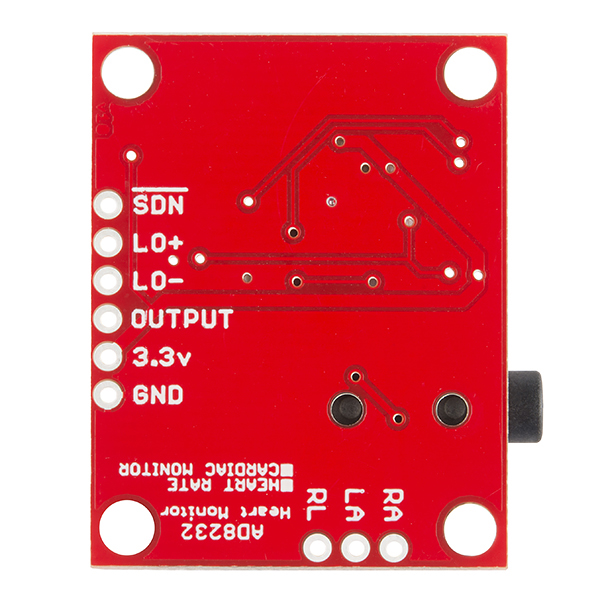 SDN
LO+
LO-
OUTPUT
3.3v
GND
AD8232
Heart Monitor
HEART RATE
CARDIAC MONITOR
RL
LA
RA